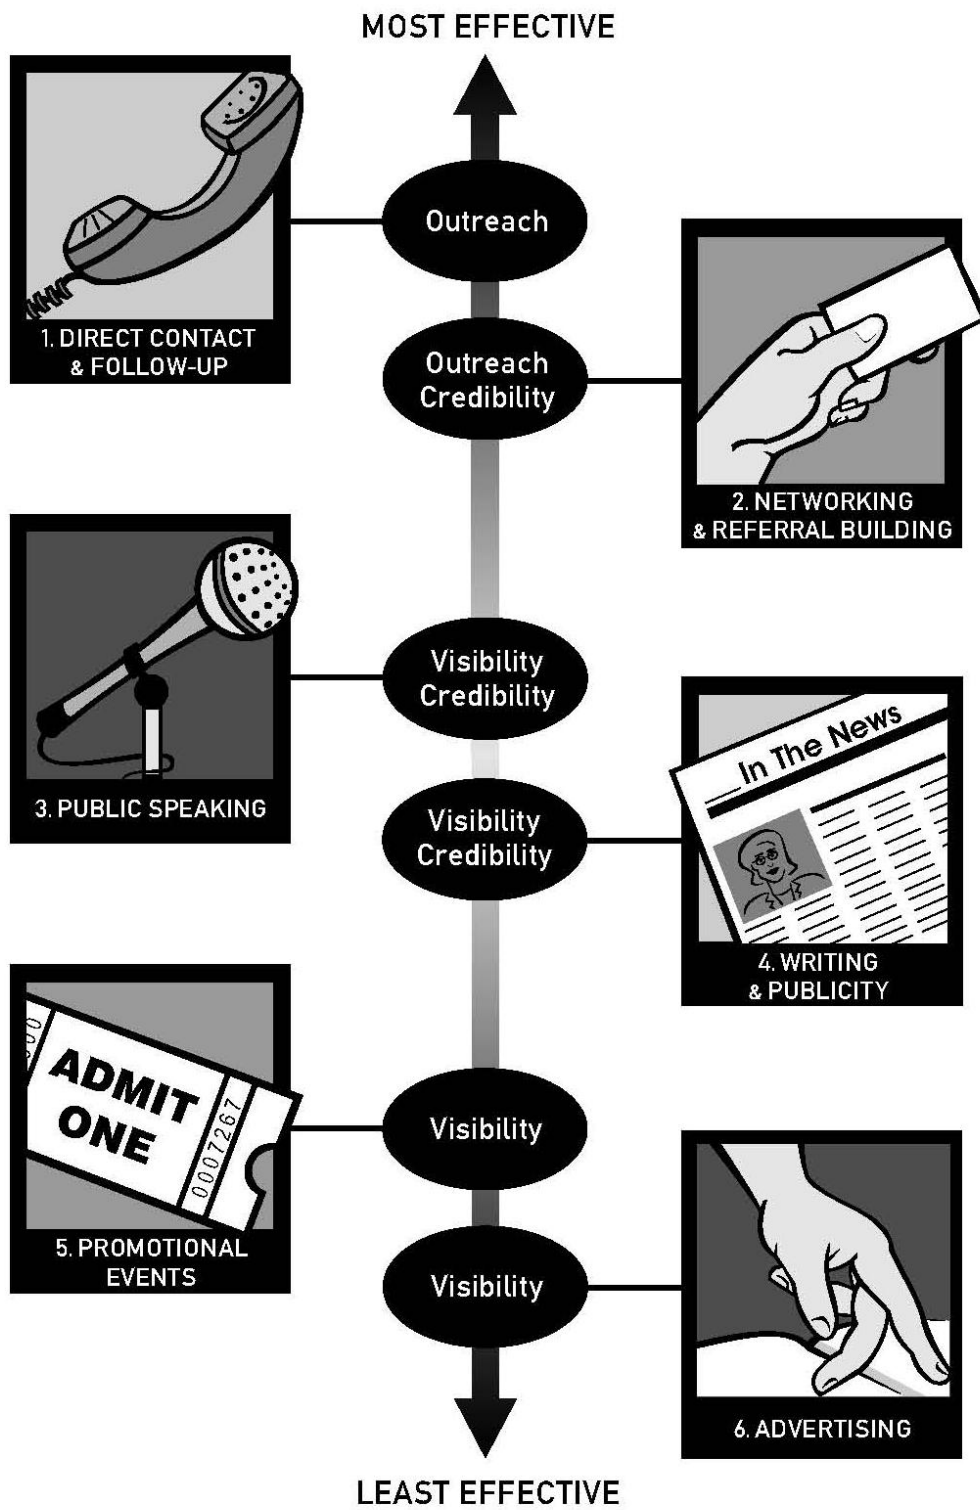 MOST EFFECTIVE
Outreach
1. DIRECT CONTACT
& FOLLOW-UP
Outreach
Credibility
2. NETWORKING
& REFERRAL BUILDING
Visibility
Credibility
3. PUBLIC SPEAKING
In The News
Visibility
Credibility
4. WRITING
& PUBLICITY
000
ADMIT
ONE
0007267
Visibility
5. PROMOTIONAL
EVENTS
Visibility
6. ADVERTISING
LEAST EFFECTIVE